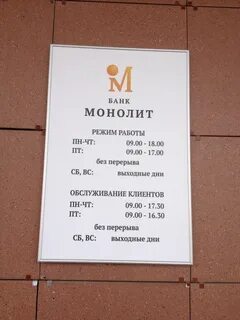 М
БАНК
МОНОЛИТ
РЕЖИМ РАБОТЫ
ПН-ЧТ: 09.00 - 18.00
ПТ: 09.00 - 17.00
без перерыва
СБ, ВС: выходные дни
ОБСЛУЖИВАНИЕ КЛИЕНТОВ
ПН-ЧТ: 09.00 - 17.30
ПТ: 09.00 - 16.30
без перерыва
СБ, ВС: выходные дни